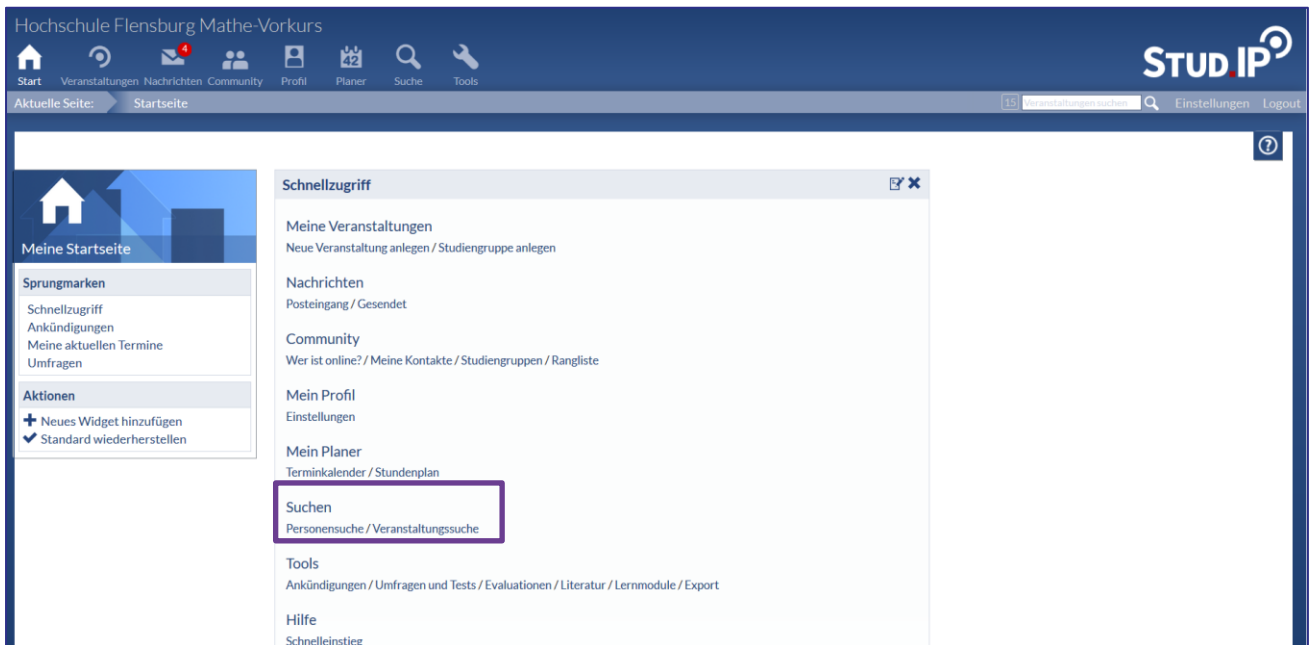 Hochschule Flensburg Mathe-Vorkurs
4
42
Start Veranstaltungen Nachrichten Community Profil Planer Suche Tools
STUD.IP
Aktuelle Seite: Startseite
15 Veranstaltungen suchen Einstellungen Logout
?
Meine Startseite
Sprungmarken
Schnellzugriff
Ankündigungen
Meine aktuellen Termine
Umfragen
Aktionen
Neues Widget hinzufügen
Standard wiederherstellen
Schnellzugriff
Meine Veranstaltungen
Neue Veranstaltung anlegen / Studiengruppe anlegen
Nachrichten
Posteingang / Gesendet
Community
Wer ist online? / Meine Kontakte / Studiengruppen / Rangliste
Mein Profil
Einstellungen
Mein Planer
Terminkalender / Stundenplan
Suchen
Personensuche / Veranstaltungssuche
Tools
Ankündigungen / Umfragen und Tests / Evaluationen / Literatur / Lernmodule / Export
Hilfe
Schnelleinstieg